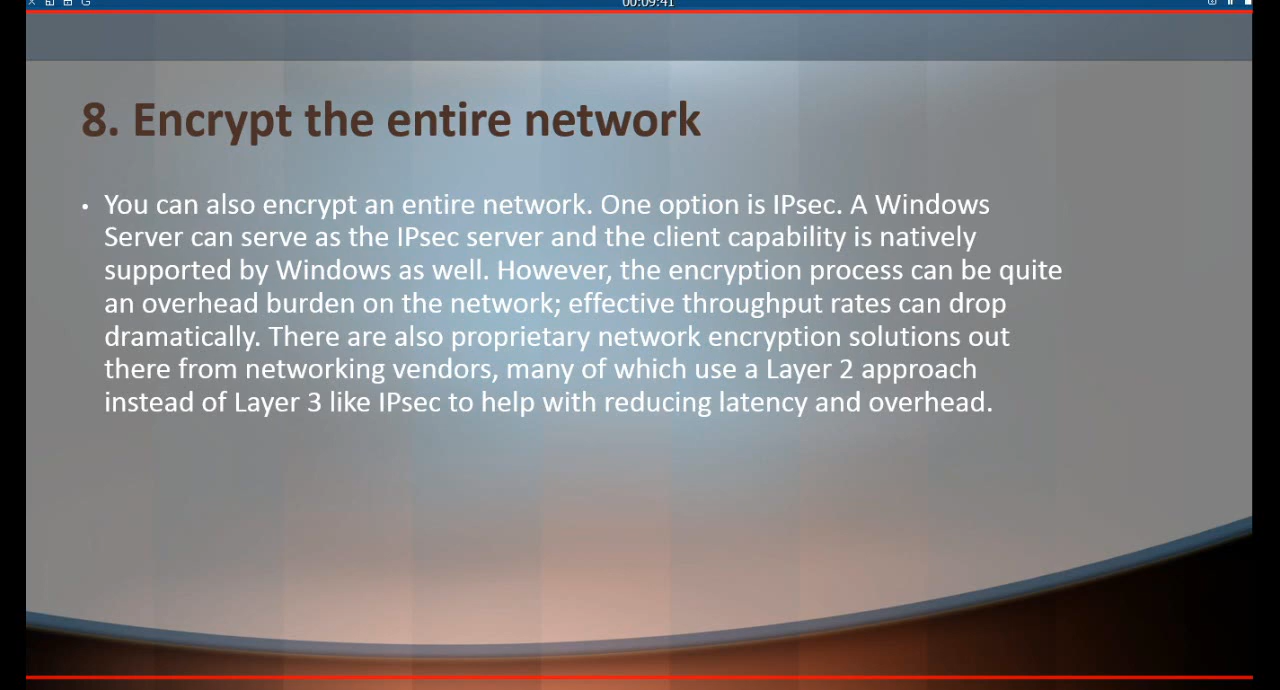 00:09:41
8. Encrypt the entire network
• You can also encrypt an entire network. One option is IPsec. A Windows
Server can serve as the IPsec server and the client capability is natively
supported by Windows as well. However, the encryption process can be quite
an overhead burden on the network; effective throughput rates can drop
dramatically. There are also proprietary network encryption solutions out
there from networking vendors, many of which use a Layer 2 approach
instead of Layer 3 like IPsec to help with reducing latency and overhead.